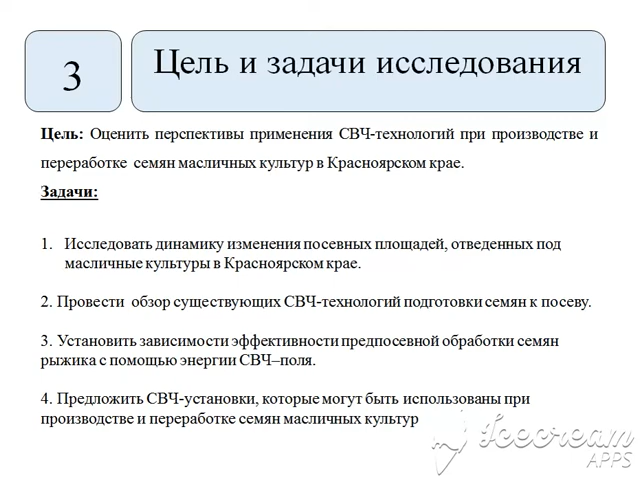 3
Цель и задачи исследования
Цель: Оценить перспективы применения СВЧ-технологий при производстве и
переработке семян масличных культур в Красноярском крае.
Задачи:
1. Исследовать динамику изменения посевных площадей, отведенных под
масличные культуры в Красноярском крае.
2. Провести обзор существующих СВЧ-технологий подготовки семян к посеву.
3. Установить зависимости эффективности предпосевной обработки семян
рыжика с помощью энергии СВЧ–поля.
4. Предложить СВЧ-установки, которые могут быть использованы при
производстве и переработке семян масличных культур
Icecream
APPS